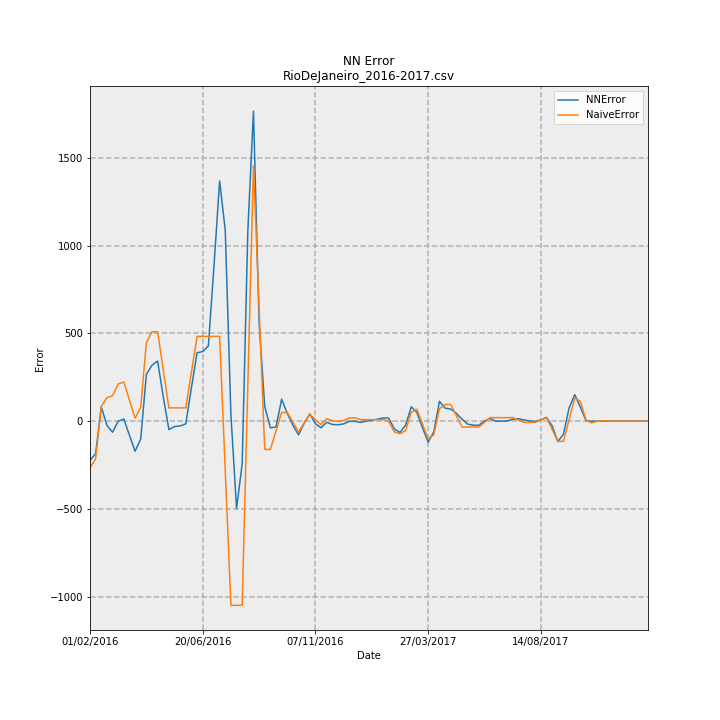 NN Error
RioDeJaneiro_2016-2017.csv
NNError
NaiveError
1500
1000
500
0
−500
−1000
Error
01/02/2016 20/06/2016 07/11/2016 27/03/2017 14/08/2017
Date